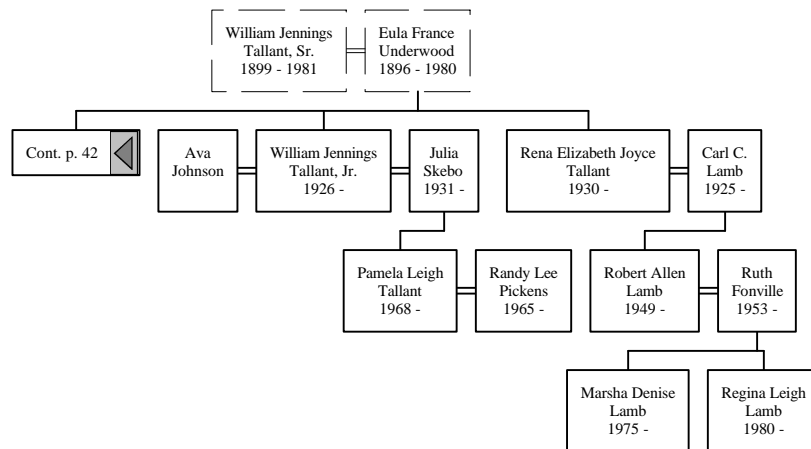 William Jennings
Tallant, Sr.
1899 - 1981
Eula France
Underwood
1896 - 1980
Cont. p. 42
Ava
Johnson
William Jennings
Tallant, Jr.
1926 -
Julia
Skebo
1931 -
Rena Elizabeth Joyce
Tallant
1930 -
Carl C.
Lamb
1925 -
Pamela Leigh
Tallant
1968 -
Randy Lee
Pickens
1965 -
Robert Allen
Lamb
1949 -
Ruth
Fonville
1953 -
Marsha Denise
Lamb
1975 -
Regina Leigh
Lamb
1980 -